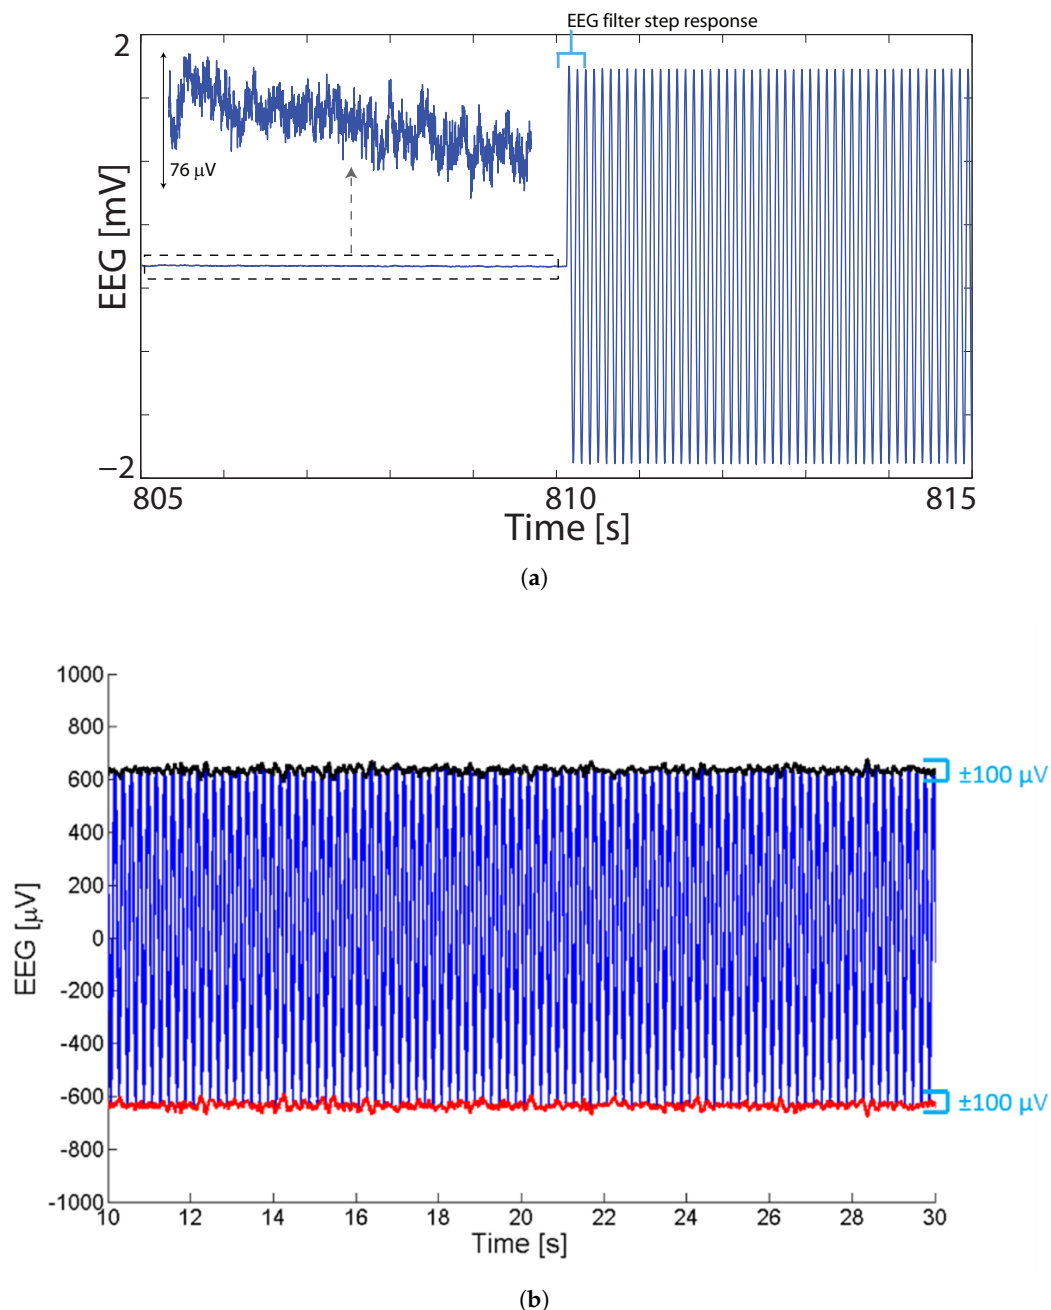 EEG filter step response
2
76 μV
EEG [mV]
−2
805
810
815
Time [s]
(a)
1000
800
600
±100 μV
400
200
0
EEG [μV]
-200
-400
-600
±100 μV
-800
-1000
10
12
14
16
18
20
22
24
26
28
30
Time [s]
(b)